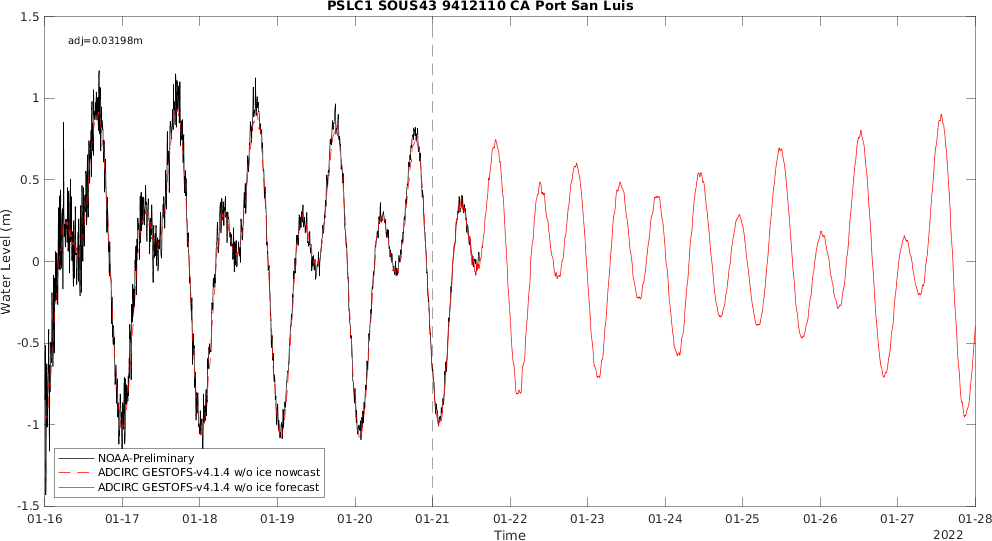 PSLC1 SOUS43 9412110 CA Port San Luis
adj=0.03198m
1.5
1
0.5
0
-0.5
-1
-1.5
Water Level (m)
NOAA-Preliminary
ADCIRC GESTOFS-v4.1.4 w/o ice nowcast
ADCIRC GESTOFS-v4.1.4 w/o ice forecast
01-16 01-17 01-18 01-19 01-20 01-21 01-22 01-23 01-24 01-25 01-26 01-27 01-28
Time
2022